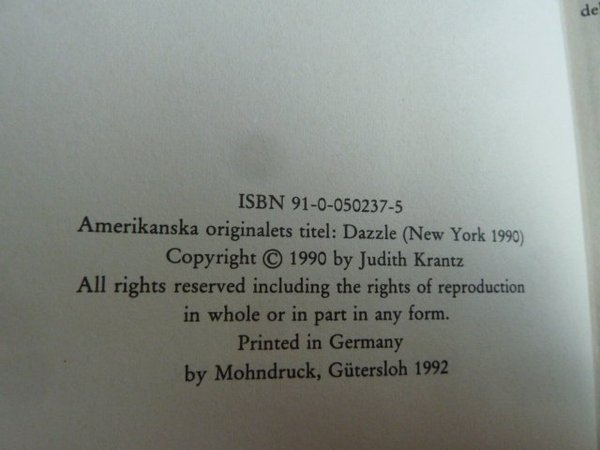 ISBN 91-0-050237-5
Amerikanska originalets titel: Dazzle (New York 1990)
Copyright © 1990 by Judith Krantz
All rights reserved including the rights of reproduction
in whole or in part in any form.
Printed in Germany
by Mohndruck, Gütersloh 1992